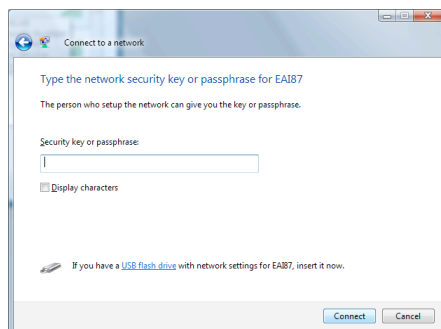 Connect to a network
Type the network security key or passphrase for EAI87
The person who setup the network can give you the key or passphrase.
Security key or passphrase:
Display characters
If you have a USB flash drive with network settings for EAI87, insert it now.
Connect Cancel